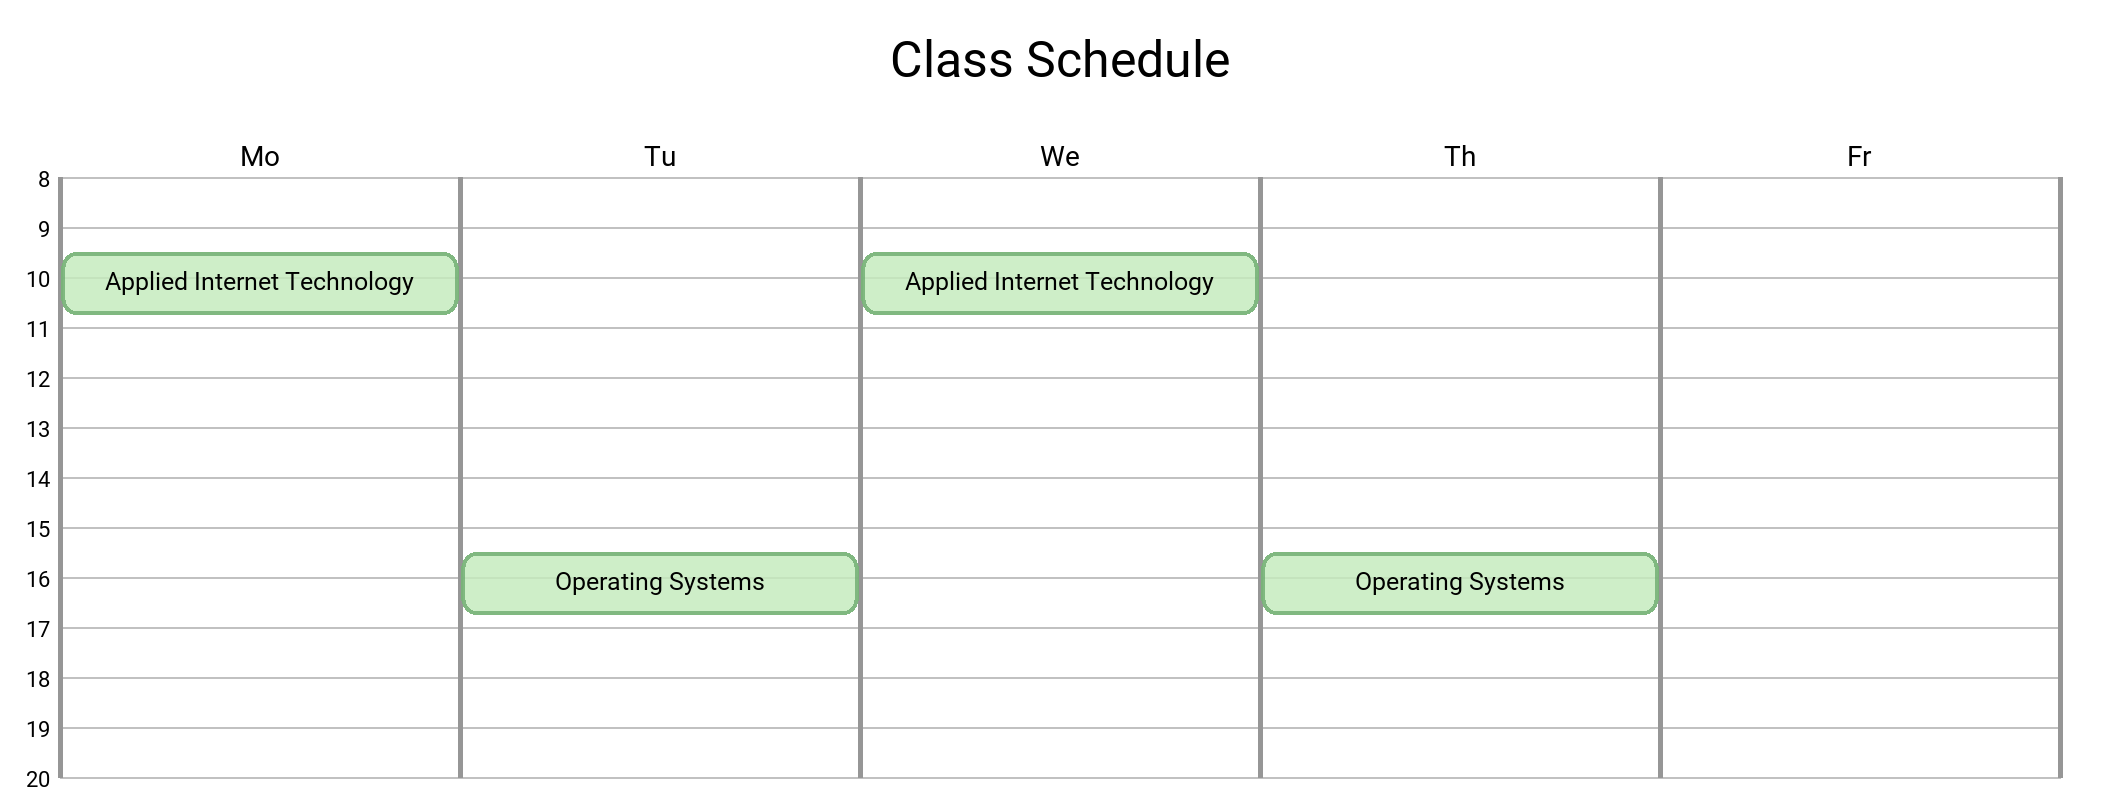 Class Schedule
Mo Tu We Th Fr
8
9
10 Applied Internet Technology Applied Internet Technology
11
12
13
14
15
16 Operating Systems Operating Systems
17
18
19
20